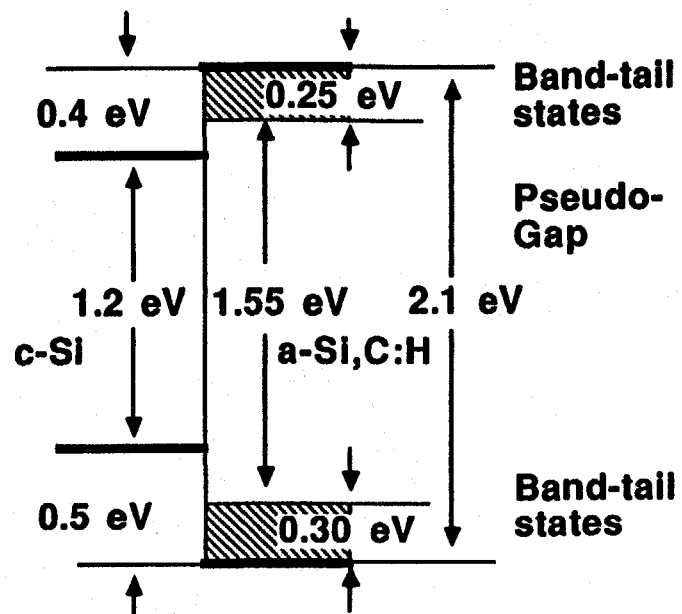 Band-tail
states
0.25 eV
0.4 eV
Pseudo-
Gap
1.2 eV
1.55 eV
2.1 eV
c-Si
a-Si,C:H
Band-tail
states
0.5 eV
0.30 eV